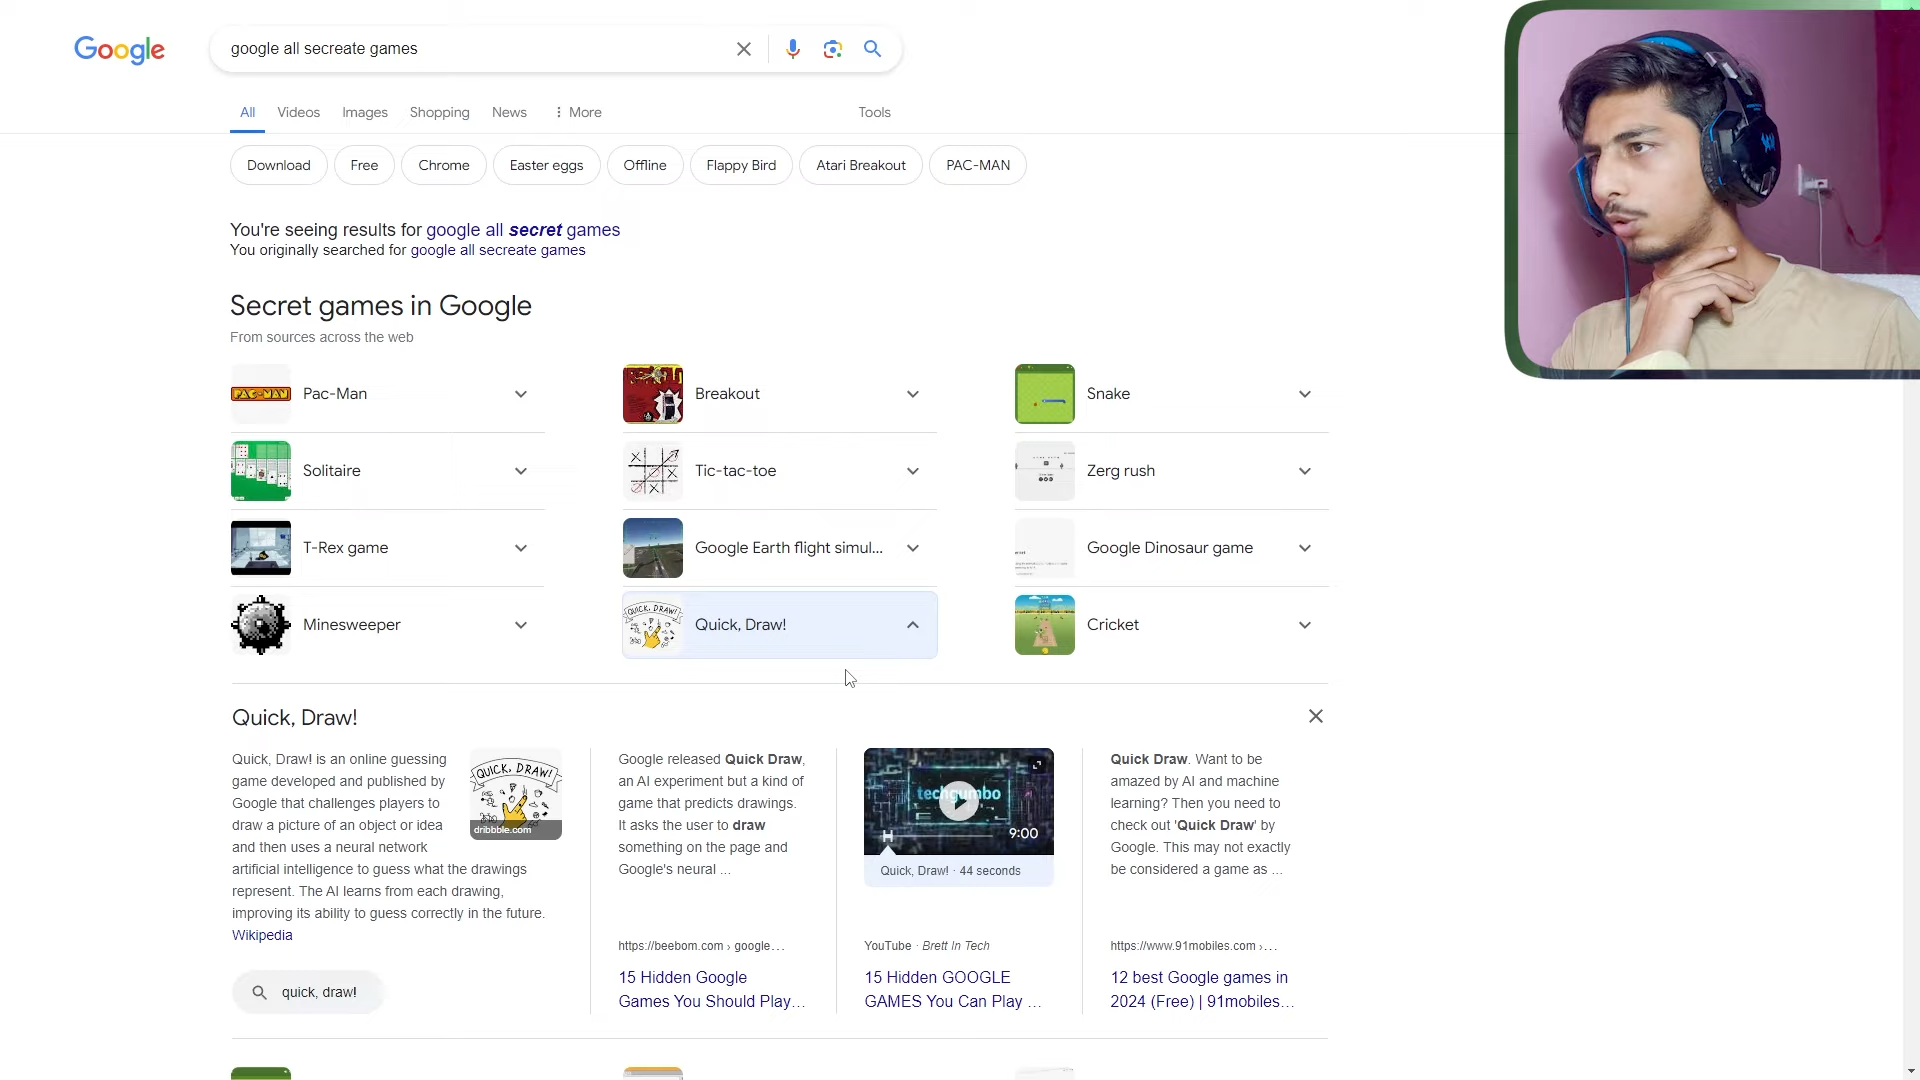 Google
google all secreate games
All Videos Images Shopping News More Tools
Download Free Chrome Easter eggs Offline Flappy Bird Atari Breakout PAC-MAN
You're seeing results for google all secret games
You originally searched for google all secreate games
Secret games in Google
From sources across the web
PAC-MAN
Pac-Man
Breakout
Snake
Solitaire
Tic-tac-toe
Zerg rush
T-Rex game
Google Earth flight simul...
Google Dinosaur game
Minesweeper
QUICK, DRAW!
Quick, Draw!
Cricket
Quick, Draw!
Quick, Draw! is an online guessing
game developed and published by
Google that challenges players to
draw a picture of an object or idea
and then uses a neural network
artificial intelligence to guess what the drawings
represent. The AI learns from each drawing,
improving its ability to guess correctly in the future.
Wikipedia
QUICK, DRAW!
dribbble.com
quick, draw!
Google released Quick Draw,
an AI experiment but a kind of
game that predicts drawings.
It asks the user to draw
something on the page and
Google's neural ...
https://beebom.com › google...
15 Hidden Google
Games You Should Play...
techgumbo
9:00
Quick, Draw! · 44 seconds
YouTube · Brett In Tech
15 Hidden GOOGLE
GAMES You Can Play ...
Quick Draw. Want to be
amazed by AI and machine
learning? Then you need to
check out 'Quick Draw' by
Google. This may not exactly
be considered a game as ...
https://www.91mobiles.com ›...
12 best Google games in
2024 (Free) | 91mobiles...